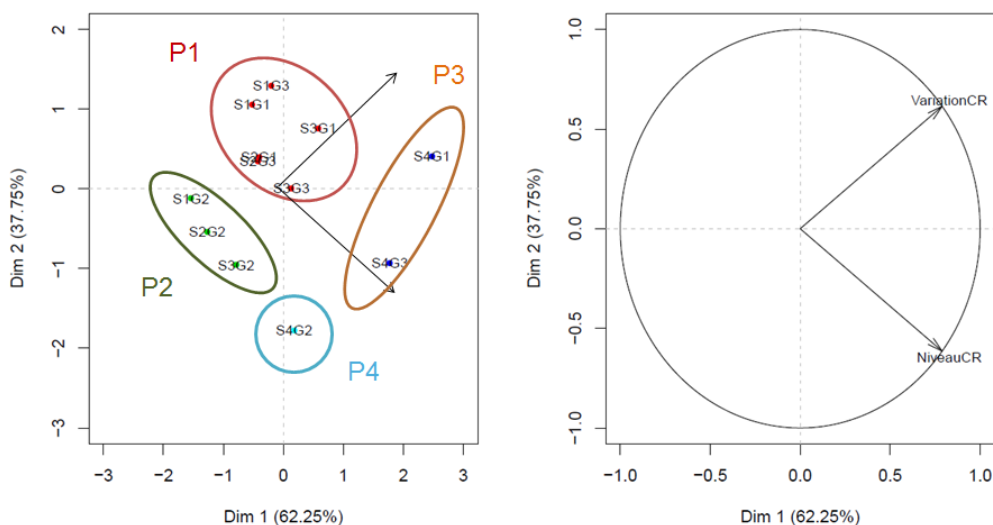 P1
P3
S1G3
S1G1
S3G1
S2G1
S2G3
S4G1
S3G3
S1G2
S2G2
S3G2
S4G3
P2
S4G2
P4
2
1
0
−1
−2
−3
Dim 2 (37.75%)
−3 −2 −1 0 1 2 3
Dim 1 (62.25%)
VariationCR
NiveauCR
1.0
0.5
0.0
−0.5
−1.0
Dim 2 (37.75%)
−1.0 −0.5 0.0 0.5 1.0
Dim 1 (62.25%)